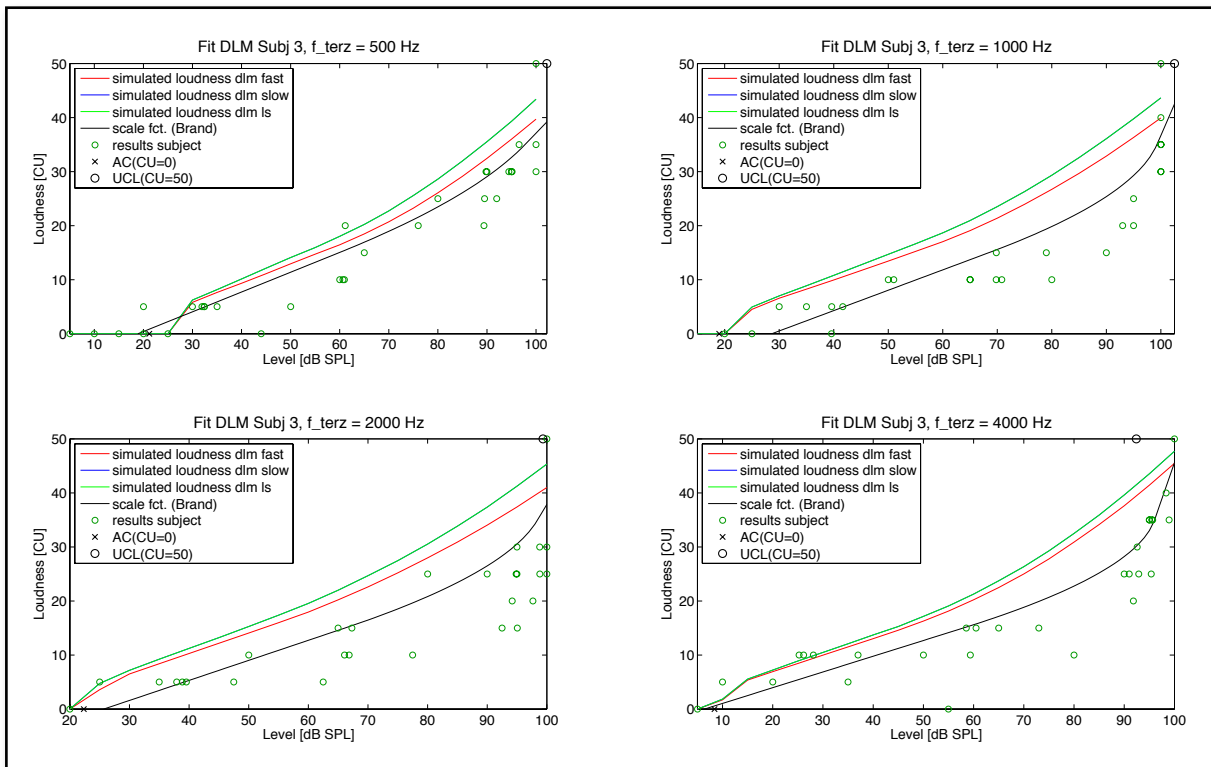 Fit DLM Subj 3, f_terz = 500 Hz
50
40
30
20
10
0
Loudness [CU]
simulated loudness dlm fast
simulated loudness dlm slow
simulated loudness dlm ls
scale fct. (Brand)
results subject
AC(CU=0)
UCL(CU=50)
10 20 30 40 50 60 70 80 90 100
Level [dB SPL]
Fit DLM Subj 3, f_terz = 1000 Hz
50
40
30
20
10
0
Loudness [CU]
simulated loudness dlm fast
simulated loudness dlm slow
simulated loudness dlm ls
scale fct. (Brand)
results subject
AC(CU=0)
UCL(CU=50)
20 30 40 50 60 70 80 90 100
Level [dB SPL]
Fit DLM Subj 3, f_terz = 2000 Hz
50
40
30
20
10
0
Loudness [CU]
simulated loudness dlm fast
simulated loudness dlm slow
simulated loudness dlm ls
scale fct. (Brand)
results subject
AC(CU=0)
UCL(CU=50)
20 30 40 50 60 70 80 90 100
Level [dB SPL]
Fit DLM Subj 3, f_terz = 4000 Hz
50
40
30
20
10
0
Loudness [CU]
simulated loudness dlm fast
simulated loudness dlm slow
simulated loudness dlm ls
scale fct. (Brand)
results subject
AC(CU=0)
UCL(CU=50)
10 20 30 40 50 60 70 80 90 100
Level [dB SPL]